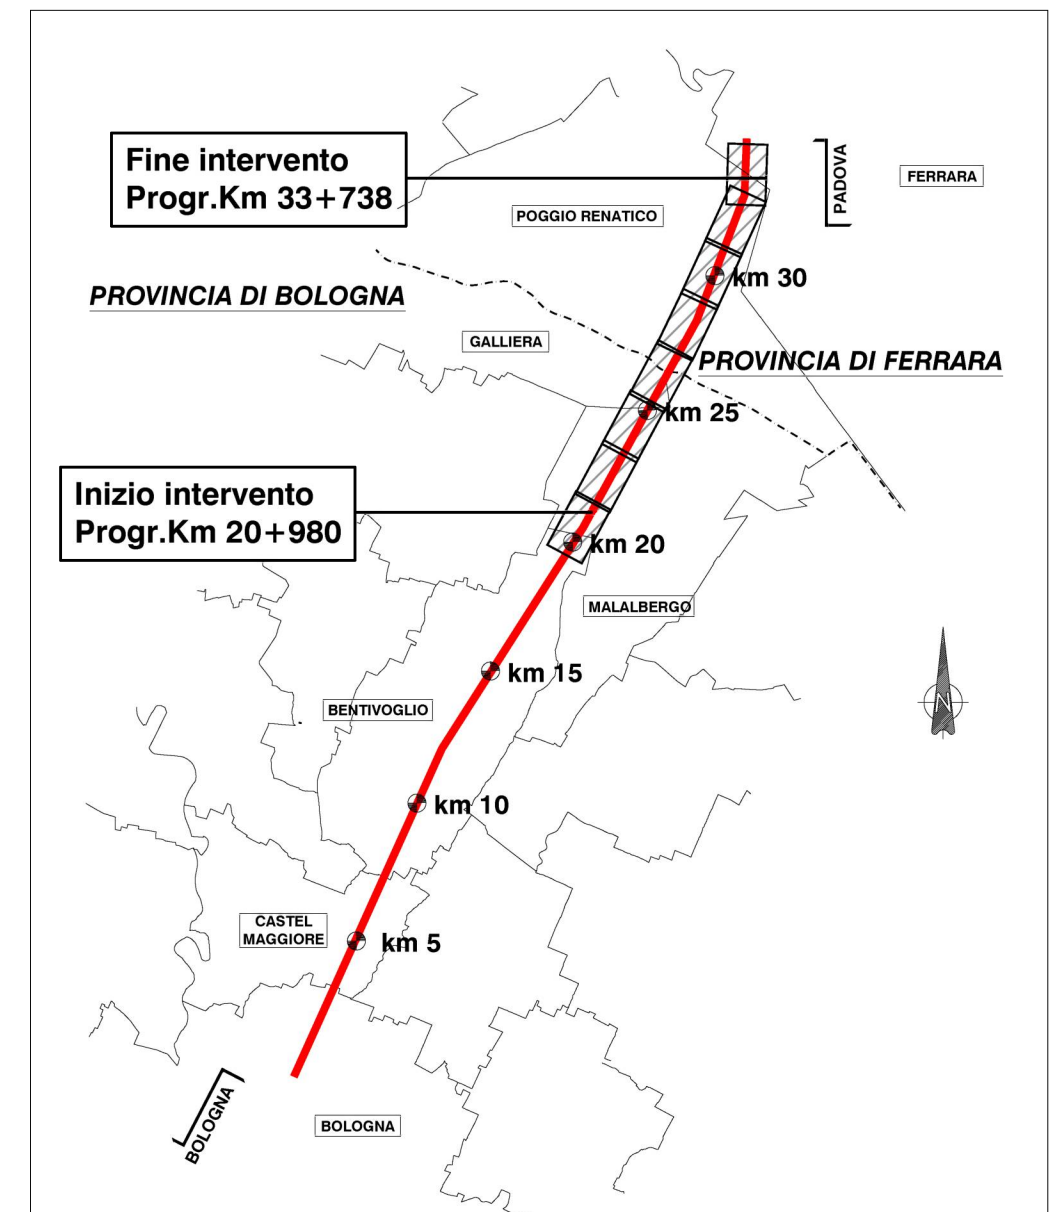 Fine intervento
Progr.Km 33+738
PADOVA
FERRARA
POGGIO RENATICO
km 30
PROVINCIA DI BOLOGNA
GALLIERA
PROVINCIA DI FERRARA
km 25
Inizio intervento
Progr.Km 20+980
km 20
MALALBERGO
km 15
BENTIVOGLIO
N
km 10
CASTEL
MAGGIORE
km 5
BOLOGNA
BOLOGNA